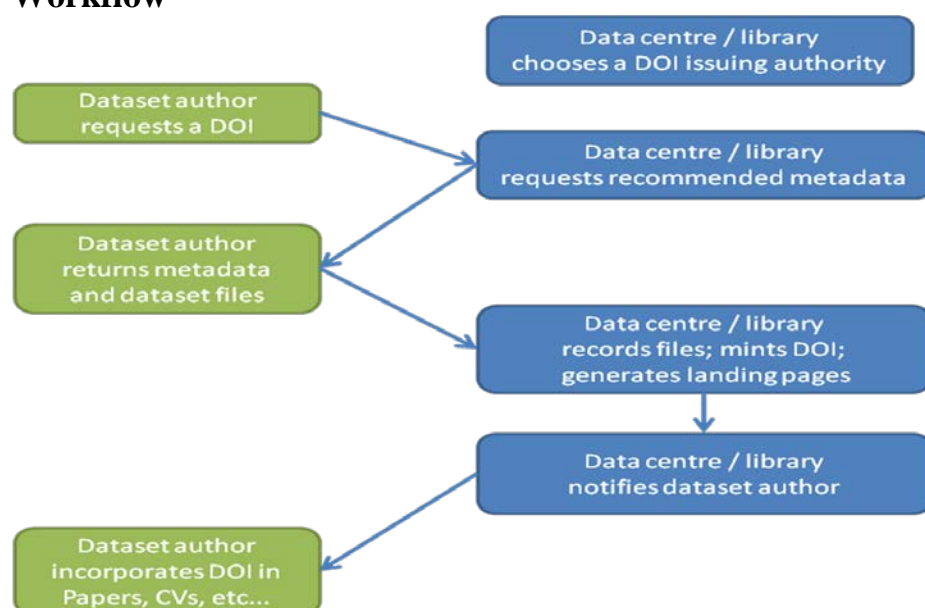 Workflow
Data centre / library
chooses a DOI issuing authority
Dataset author
requests a DOI
Data centre / library
requests recommended metadata
Dataset author
returns metadata
and dataset files
Data centre / library
records files; mints DOI;
generates landing pages
Data centre / library
notifies dataset author
Dataset author
incorporates DOI in
Papers, CVs, etc...